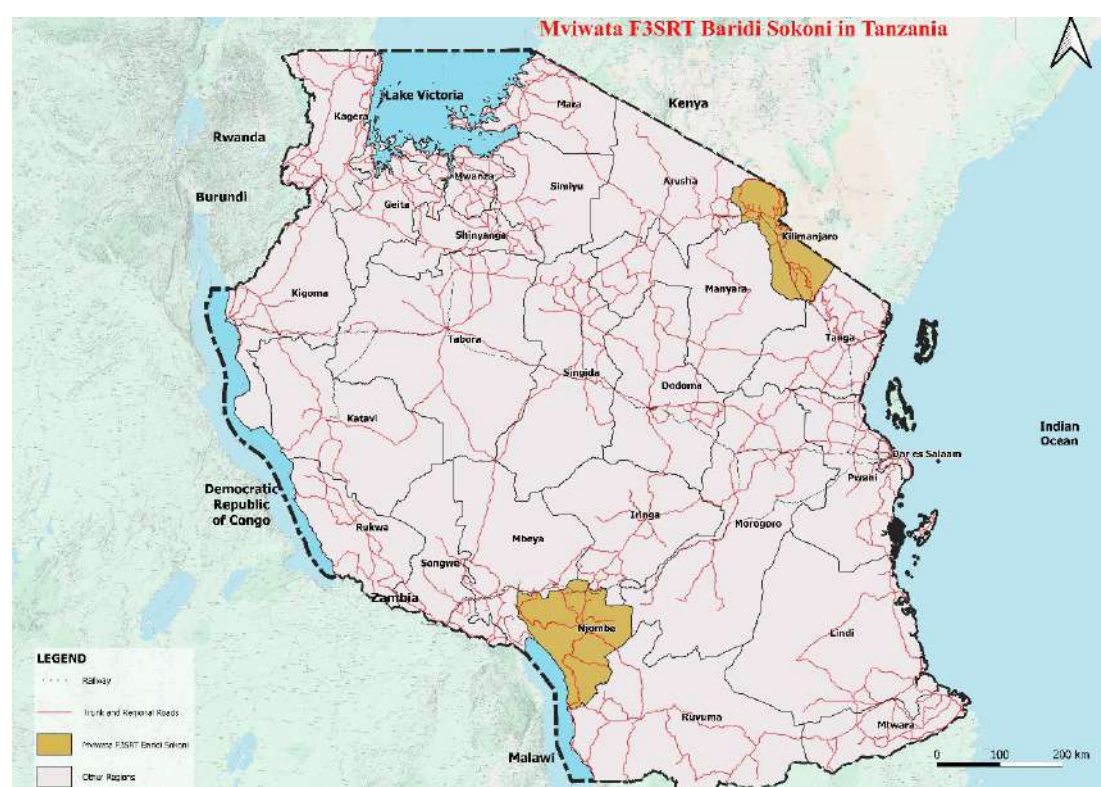 Mviwata F3SRT Baridi Sokoni in Tanzania
Lake Victoria
Kenya
Mara
Kagera
Rwanda
Mwanza
Arusha
Simiyu
Burundi
Geita
Shinyanga
Kilimanjaro
Kigoma
Manyara
Tabora
Tanga
Singida
Dodoma
Katavi
Indian
Ocean
Dar es Salaam
Pwani
Democratic
Republic
of Congo
Iringa
Morogoro
Rukwa
Mbeya
Songwe
Zambia
Njombe
Lindi
LEGEND
Railway
Trunk and Regional Roads
Mviwata F3SRT Baridi Sokoni
Other Regions
Ruvuma
Mtwara
Malawi
0 100 200 km